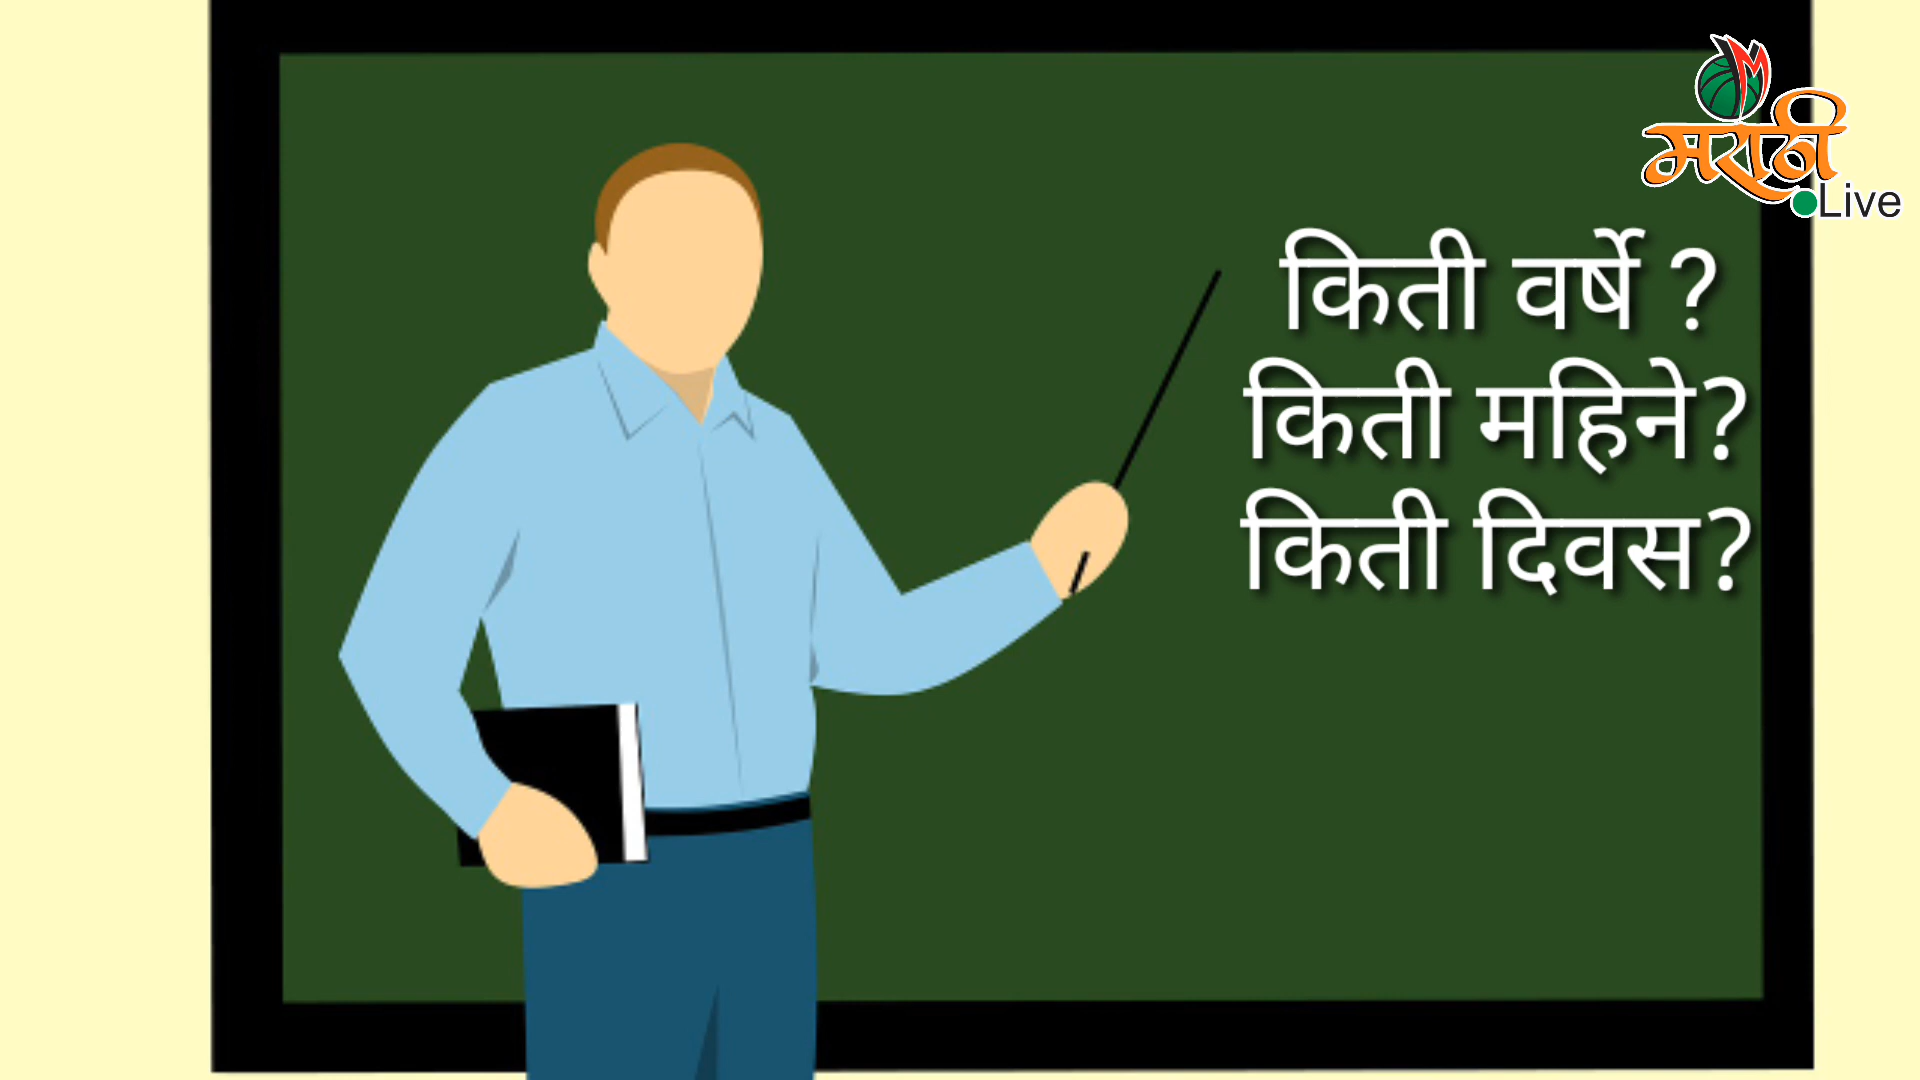 मराठी
Live
किती वर्षे ?
किती महिने?
किती दिवस?